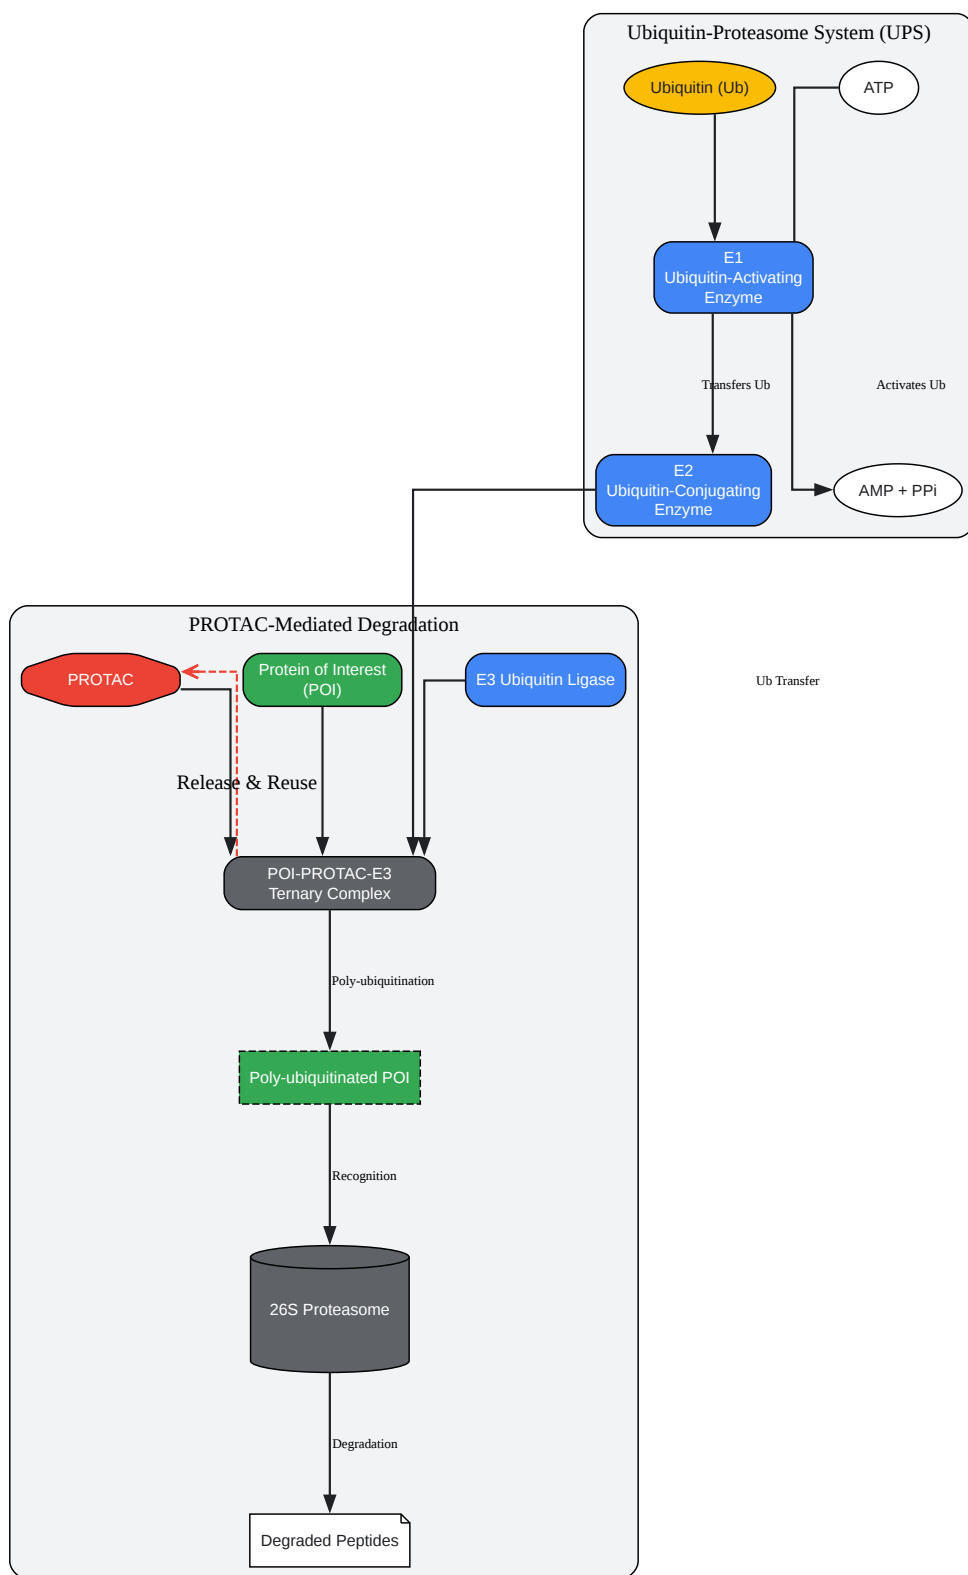 Ubiquitin-Proteasome System (UPS)
Ubiquitin (Ub)
ATP
E1
Ubiquitin-Activating
Enzyme
Transfers Ub
Activates Ub
E2
Ubiquitin-Conjugating
Enzyme
AMP + PPi
PROTAC-Mediated Degradation
PROTAC
Protein of Interest
(POI)
E3 Ubiquitin Ligase
Ub Transfer
Release & Reuse
POI-PROTAC-E3
Ternary Complex
Poly-ubiquitination
Poly-ubiquitinated POI
Recognition
26S Proteasome
Degradation
Degraded Peptides